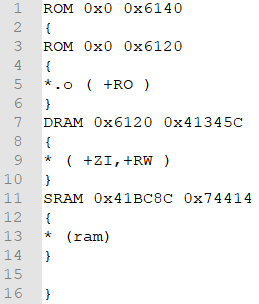 1 ROM 0x0 0x6140
2 {
3 ROM 0x0 0x6120
4 {
5 *.o ( +RO )
6 }
7 DRAM 0x6120 0x41345C
8 {
9 * ( +ZI,+RW )
10 }
11 SRAM 0x41BC8C 0x74414
12 {
13 * (ram)
14 }
15
16 }